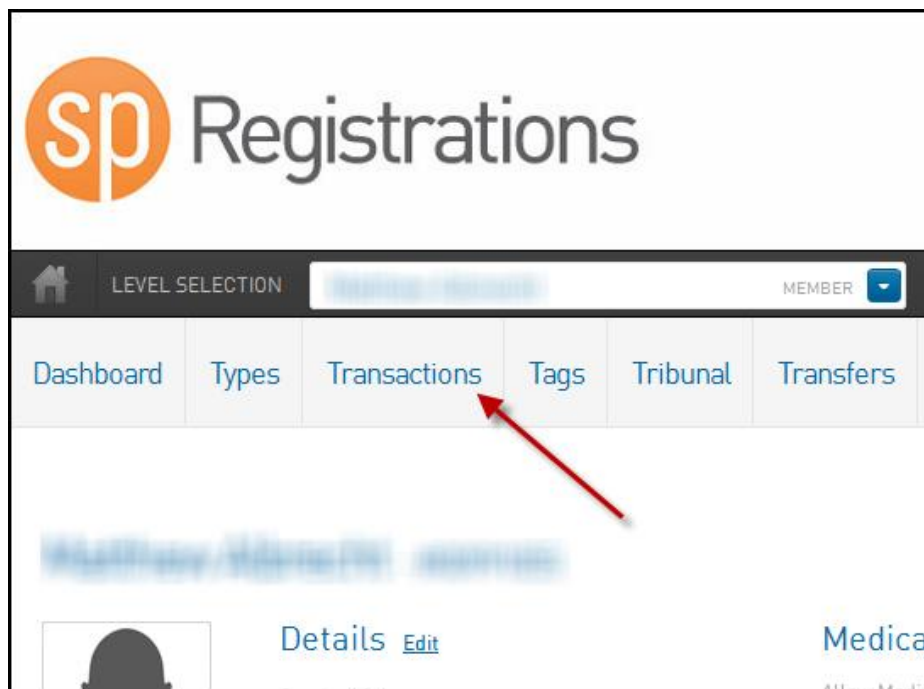 sp Registrations
LEVEL SELECTION MEMBER
Dashboard Types Transactions Tags Tribunal Transfers
Details Edit Medica